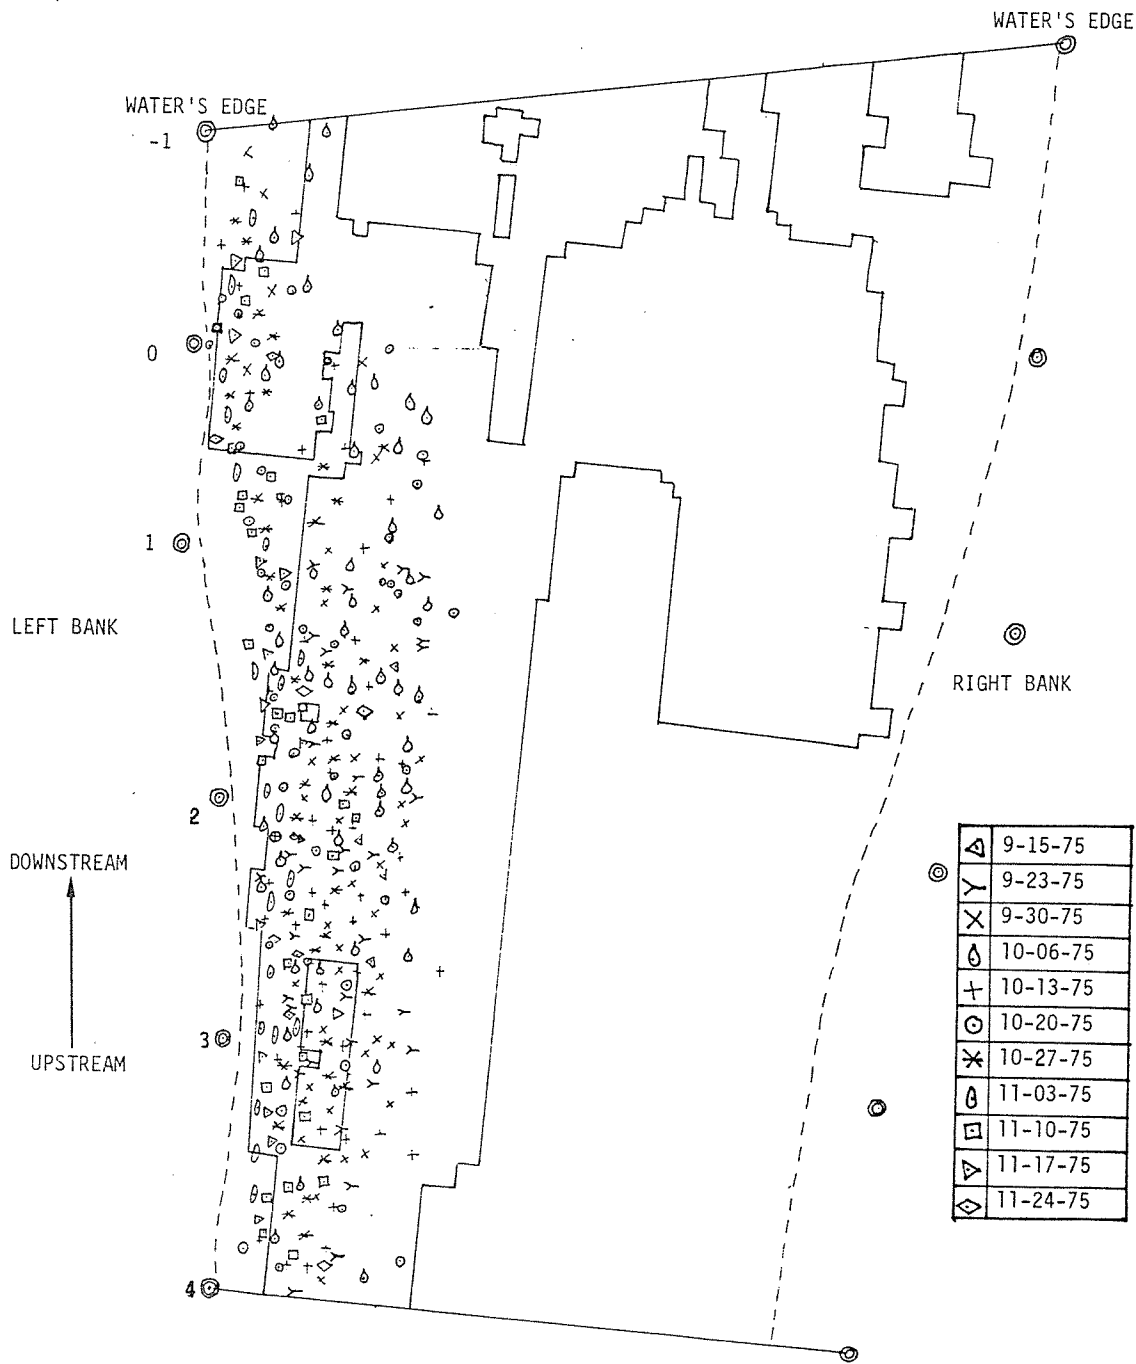 WATER'S EDGE
WATER'S EDGE
-1
0
1
LEFT BANK
RIGHT BANK
2
DOWNSTREAM
UPSTREAM
3
4
9-15-75
9-23-75
9-30-75
10-06-75
10-13-75
10-20-75
10-27-75
11-03-75
11-10-75
11-17-75
11-24-75